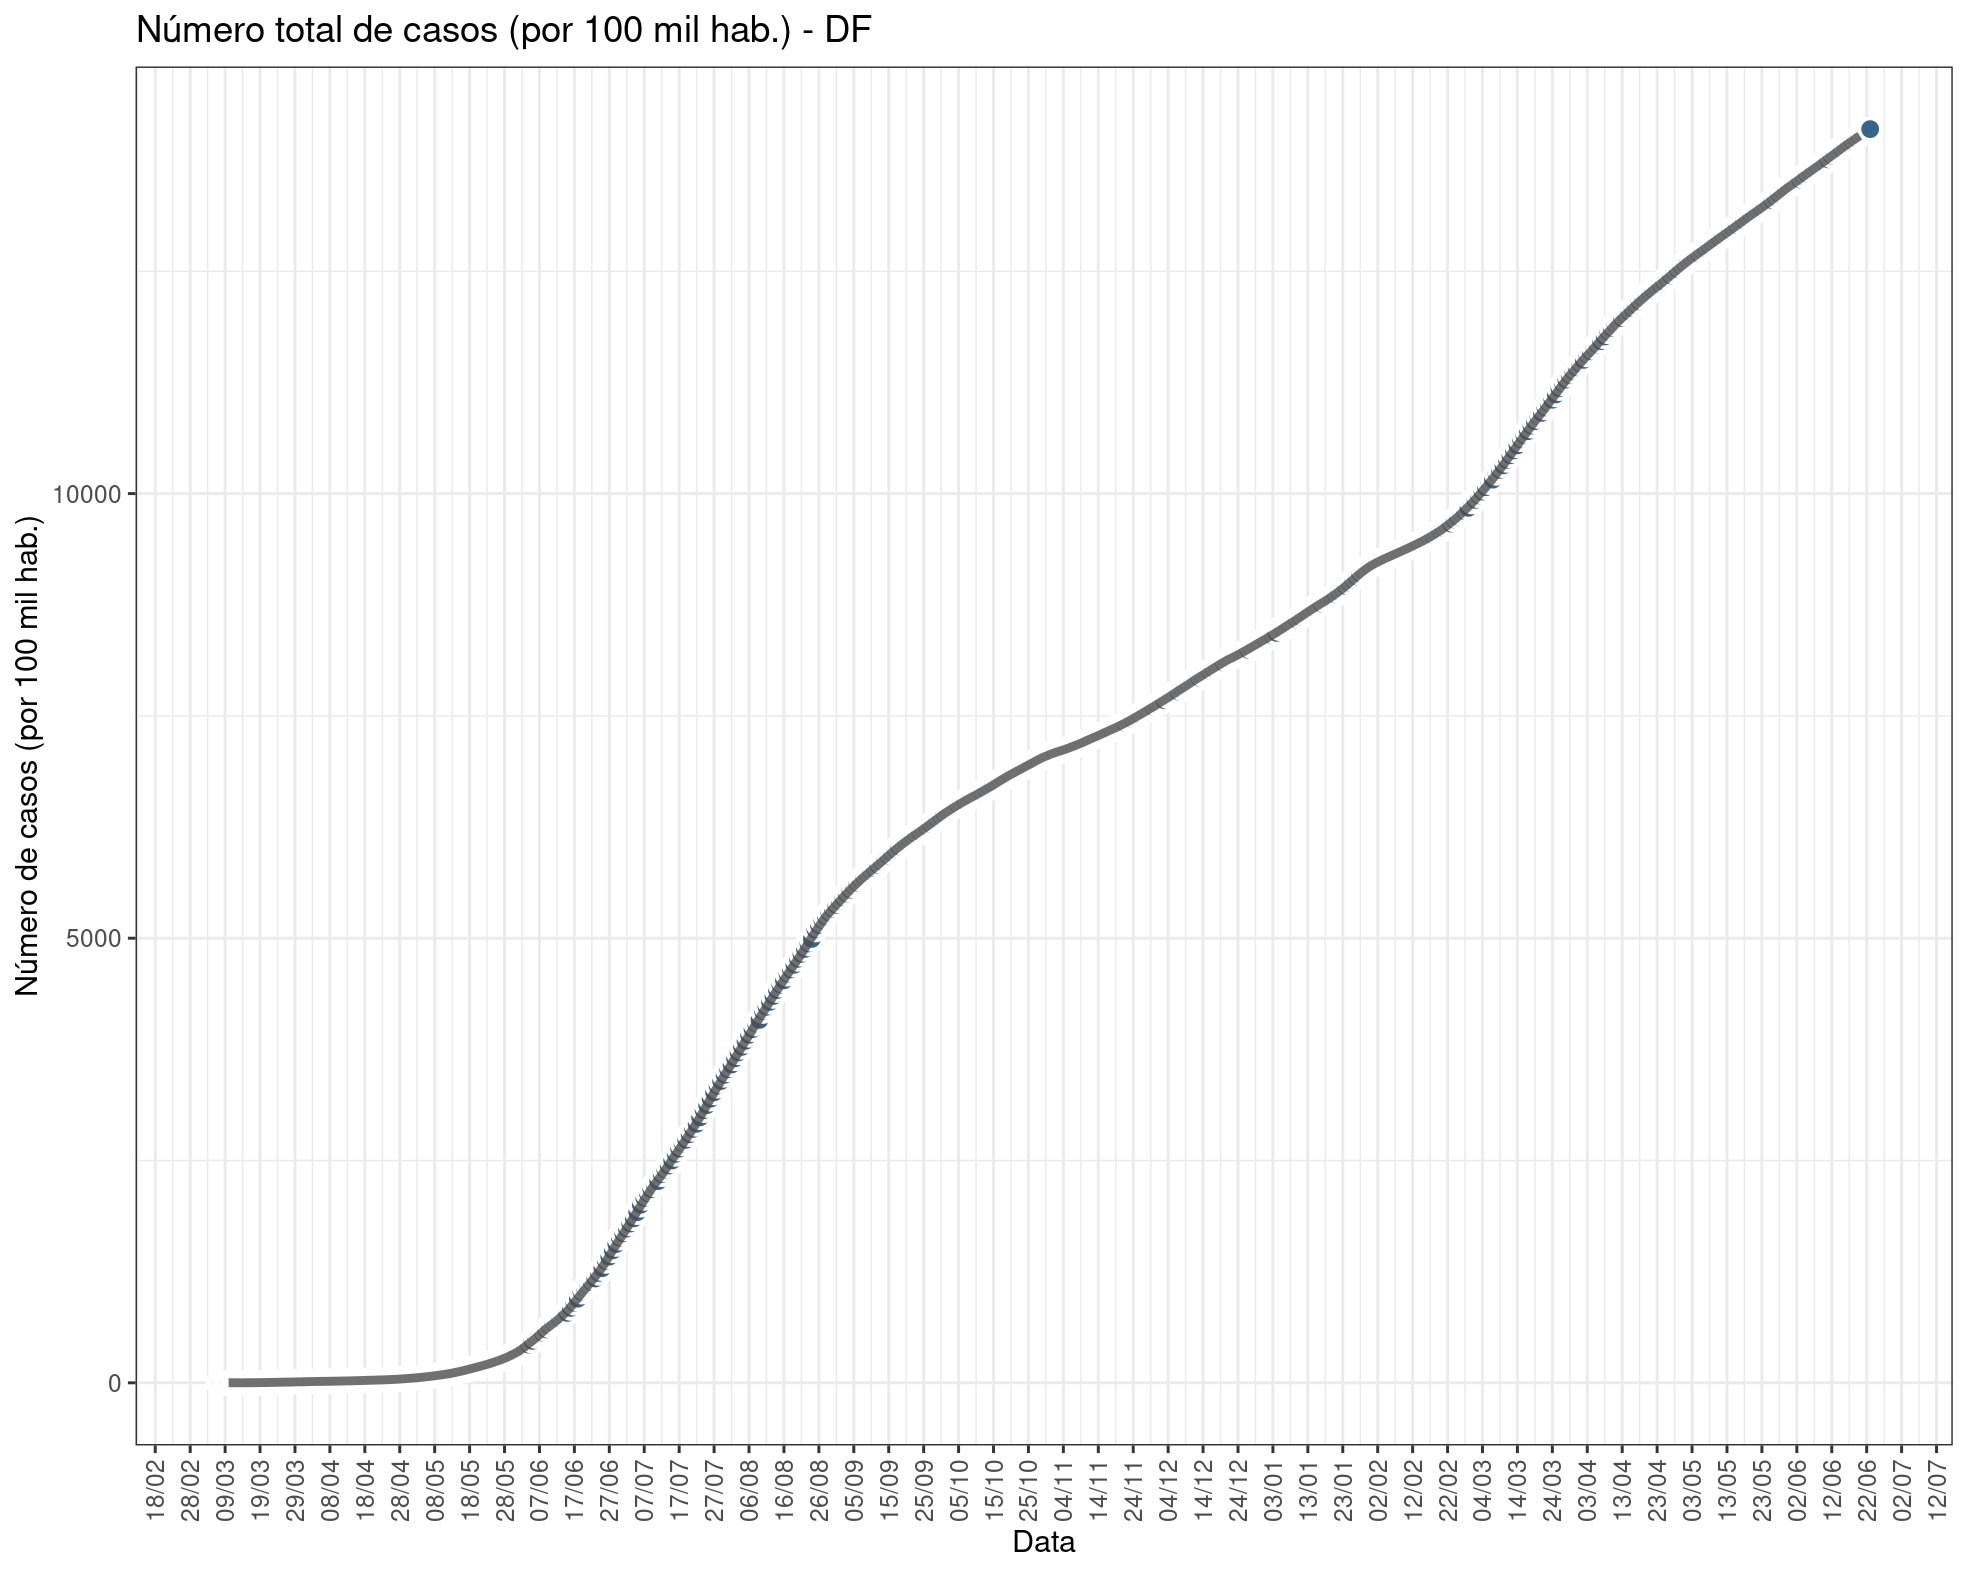 Número total de casos (por 100 mil hab.) - DF
Número de casos (por 100 mil hab.)
10000
5000
0
18/02 28/02 09/03 19/03 29/03 08/04 18/04 28/04 08/05 18/05 28/05 07/06 17/06 27/06 07/07 17/07 27/07 06/08 16/08 26/08 05/09 15/09 25/09 05/10 15/10 25/10 04/11 14/11 24/11 04/12 14/12 24/12 03/01 13/01 23/01 02/02 12/02 22/02 04/03 14/03 24/03 03/04 13/04 23/04 03/05 13/05 23/05 02/06 12/06 22/06 02/07 12/07
Data